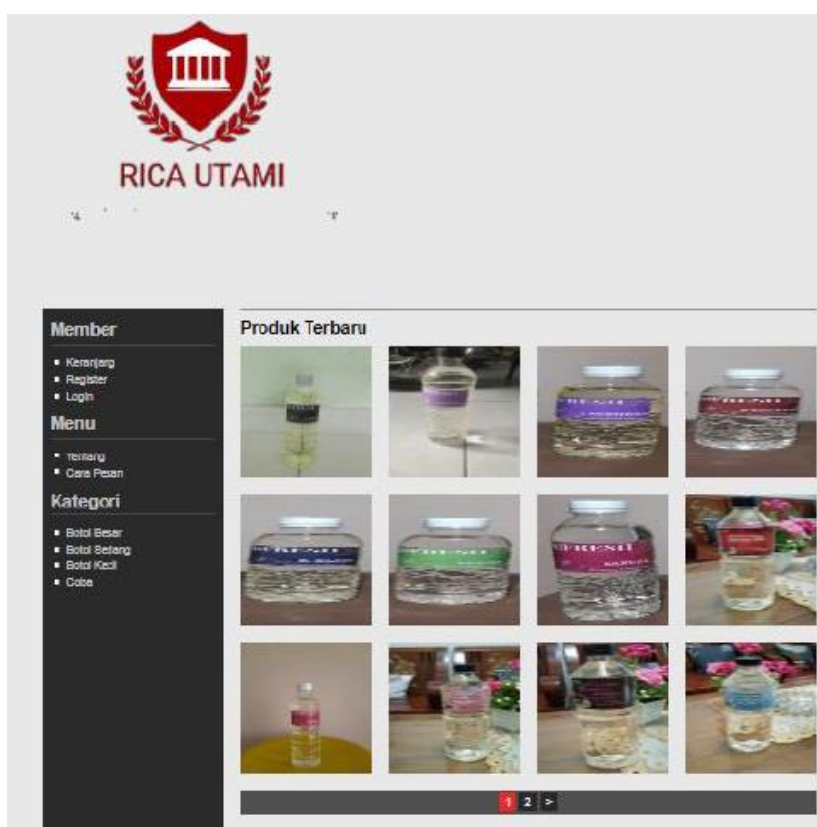 RICA UTAMI
Member
Keranjang
Register
Login
Menu
Tentang
Cara Pesan
Kategori
Botol Besar
Botol Sedang
Botol Kecil
Coba
Produk Terbaru
1 2 >